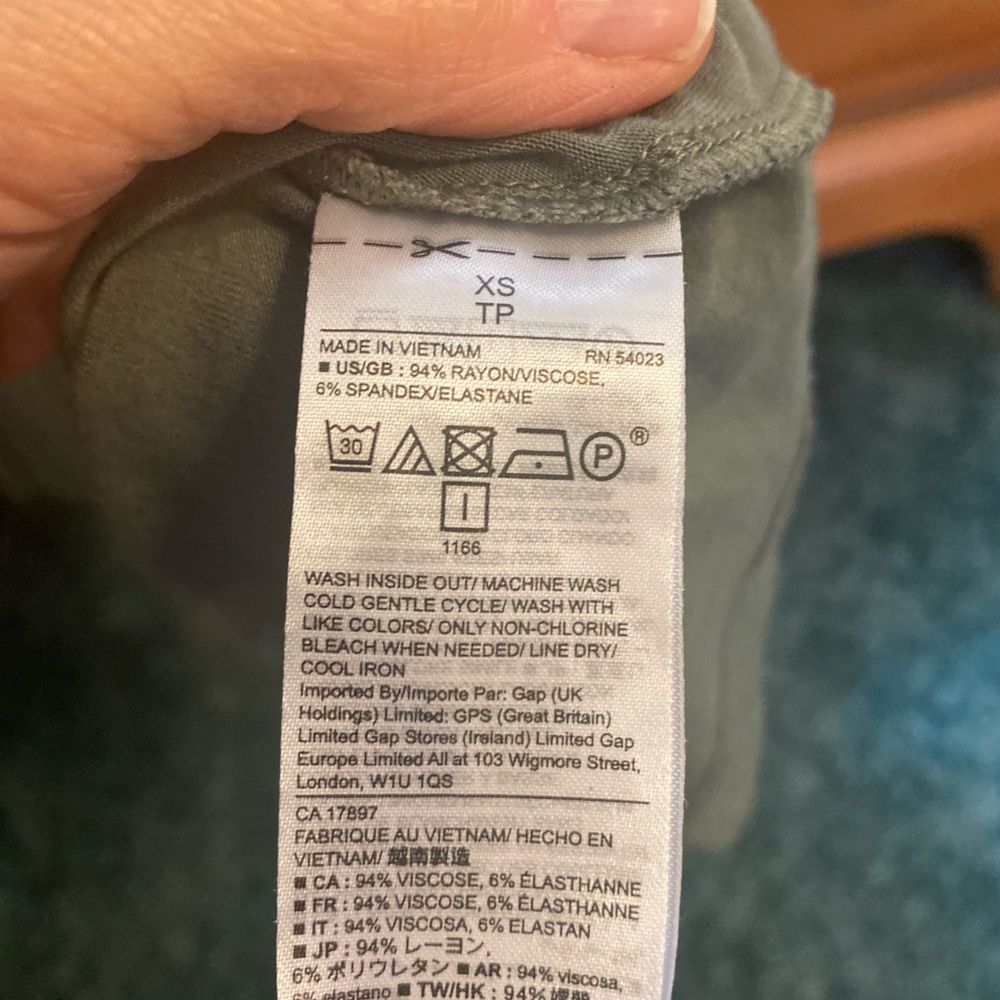 XS
TP
MADE IN VIETNAM RN 54023
■ US/GB : 94% RAYON/VISCOSE,
6% SPANDEX/ELASTANE
30 P®
1166
WASH INSIDE OUT/ MACHINE WASH
COLD GENTLE CYCLE/ WASH WITH
LIKE COLORS/ ONLY NON-CHLORINE
BLEACH WHEN NEEDED/ LINE DRY/
COOL IRON
Imported By/Importe Par: Gap (UK
Holdings) Limited: GPS (Great Britain)
Limited Gap Stores (Ireland) Limited Gap
Europe Limited All at 103 Wigmore Street,
London, W1U 1QS
CA 17897
FABRIQUE AU VIETNAM/ HECHO EN
VIETNAM/ 越南製造
■ CA : 94% VISCOSE, 6% ÉLASTHANNE
■ FR : 94% VISCOSE, 6% ÉLASTHANNE
■ IT : 94% VISCOSA, 6% ELASTAN
■ JP : 94% レーヨン,
6% ポリウレタン ■ AR : 94% viscosa,
6% elastano ■ TW/HK : 94%